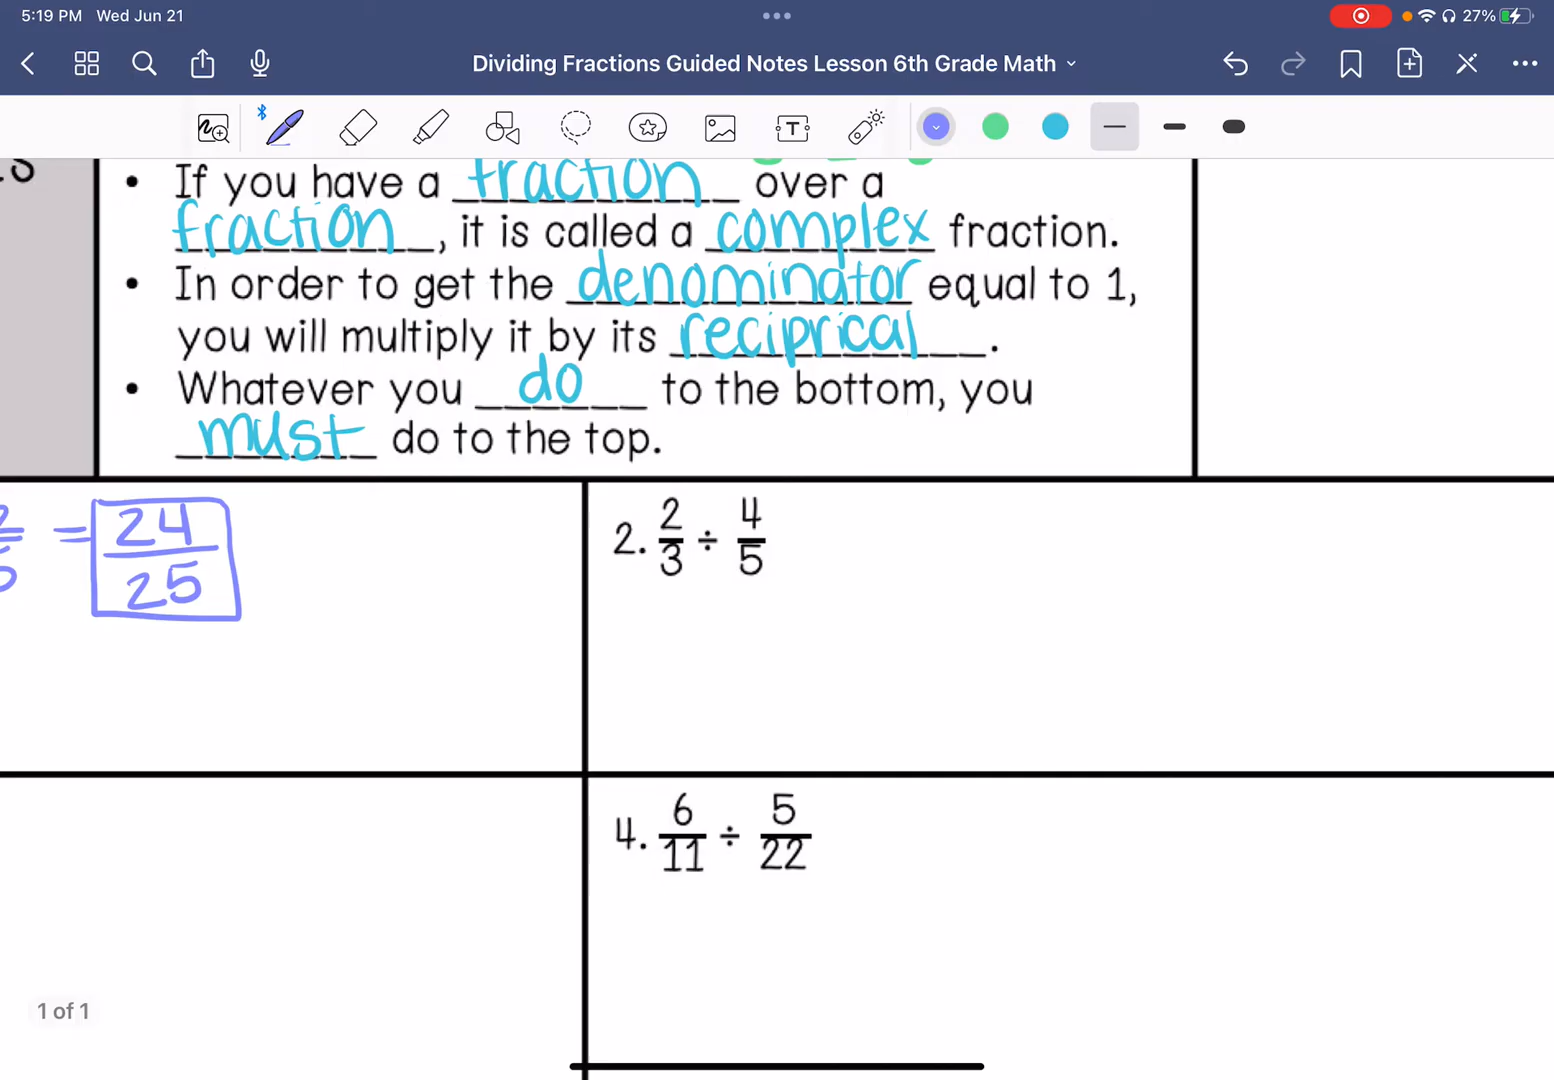 5:19 PM Wed Jun 21
27%
Dividing Fractions Guided Notes Lesson 6th Grade Math
T
• If you have a fraction over a
fraction, it is called a complex fraction.
• In order to get the denominator equal to 1,
you will multiply it by its reciprical.
• Whatever you do to the bottom, you
must do to the top.
= 24/25
2. 2/3 ÷ 4/5
4. 6/11 ÷ 5/22
1 of 1